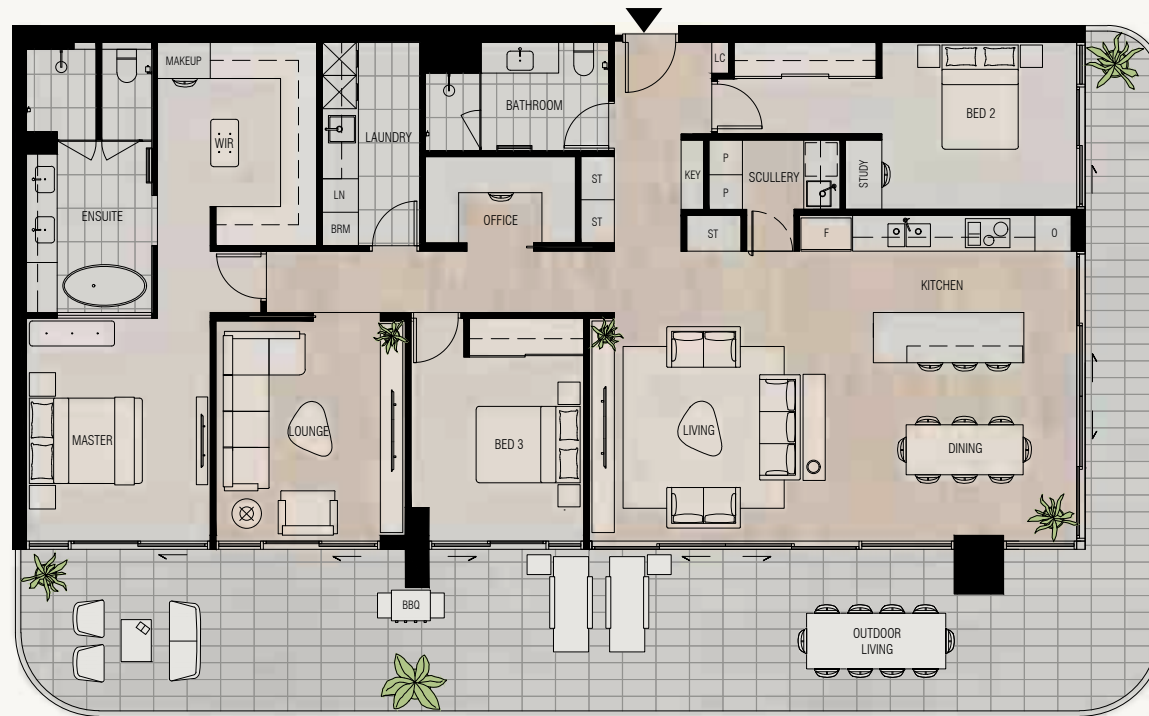 MAKEUP
WIR
LAUNDRY
LN
BRM
ENSUITE
BATHROOM
OFFICE
ST
ST
LC
BED 2
KEY
P
P
SCULLERY
STUDY
ST
F
O
KITCHEN
MASTER
LOUNGE
BED 3
LIVING
DINING
BBQ
OUTDOOR
LIVING